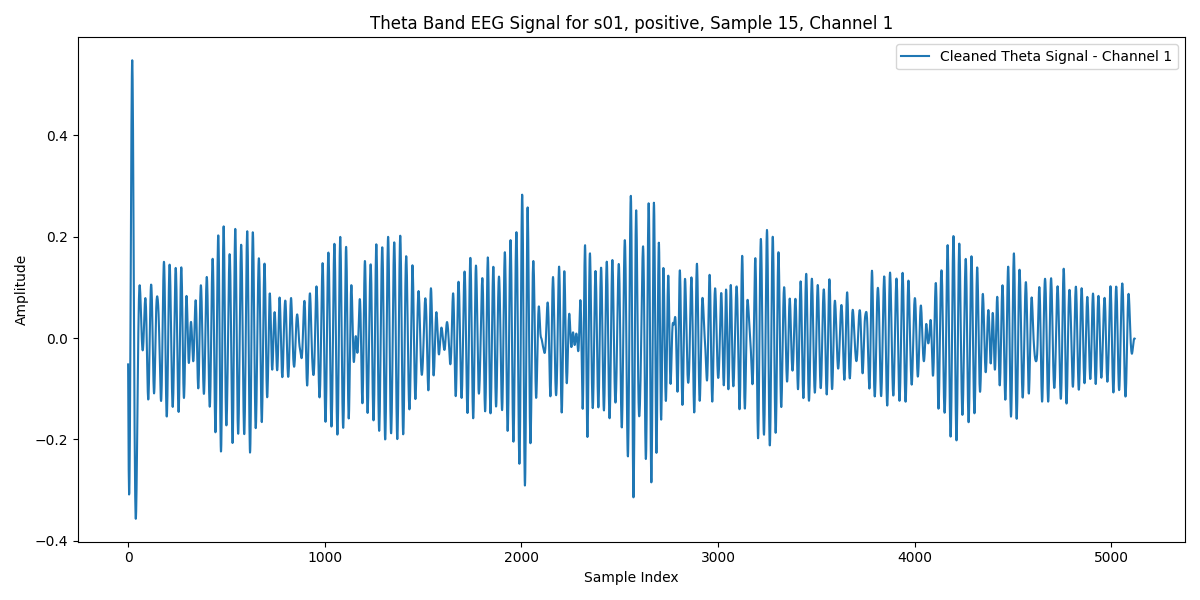 Theta Band EEG Signal for s01, positive, Sample 15, Channel 1
Cleaned Theta Signal - Channel 1
Amplitude
0.4
0.2
0.0
−0.2
−0.4
0 1000 2000 3000 4000 5000
Sample Index